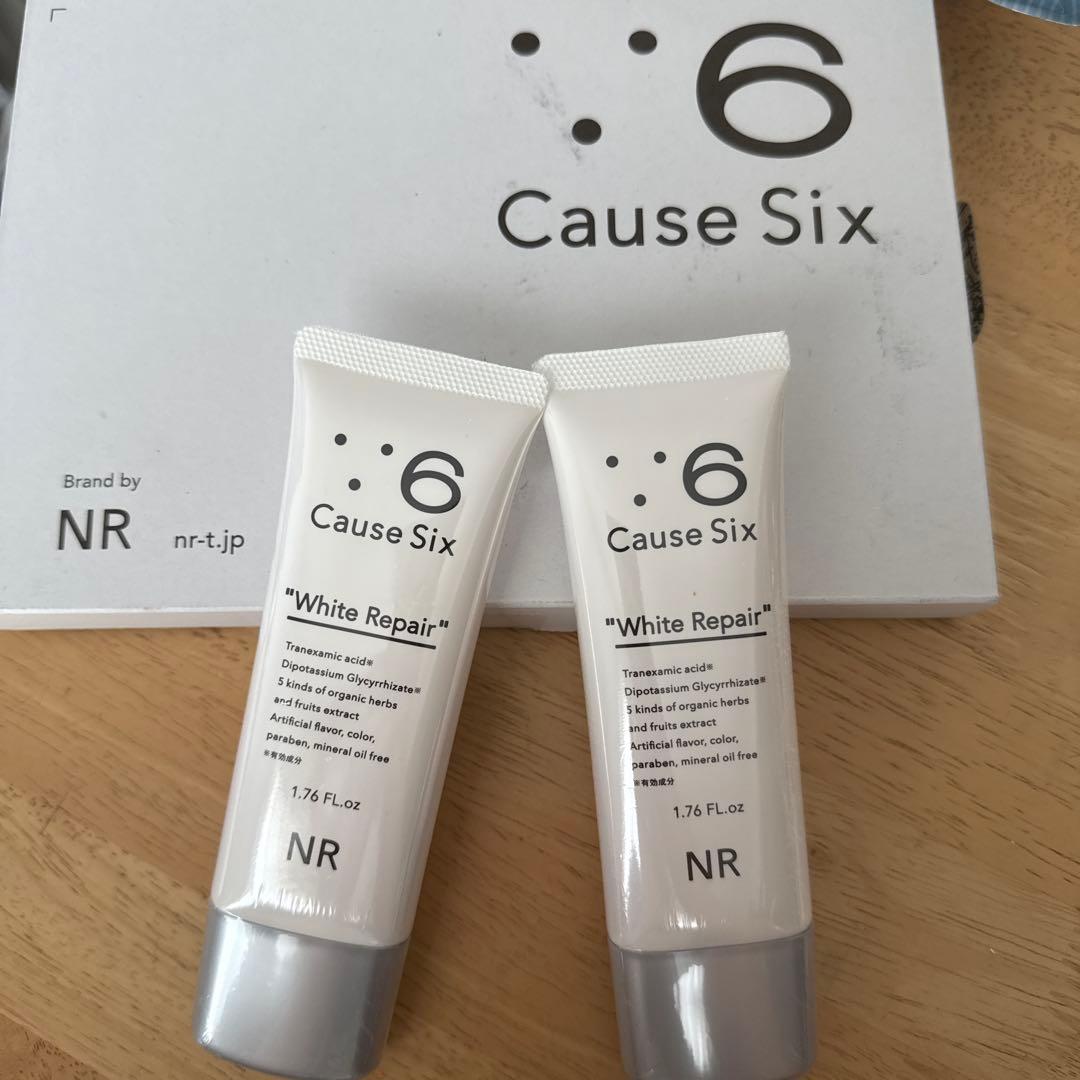 6
Cause Six
Brand by
NR nr-t.jp
6
Cause Six
"White Repair"
Tranexamic acid※
Dipotassium Glycyrrhizate※
5 kinds of organic herbs
and fruits extract
Artificial flavor, color,
paraben, mineral oil free
※有効成分
1.76 FL.oz
NR
6
Cause Six
"White Repair"
Tranexamic acid※
Dipotassium Glycyrrhizate※
5 kinds of organic herbs
and fruits extract
Artificial flavor, color,
paraben, mineral oil free
※有効成分
1.76 FL.oz
NR